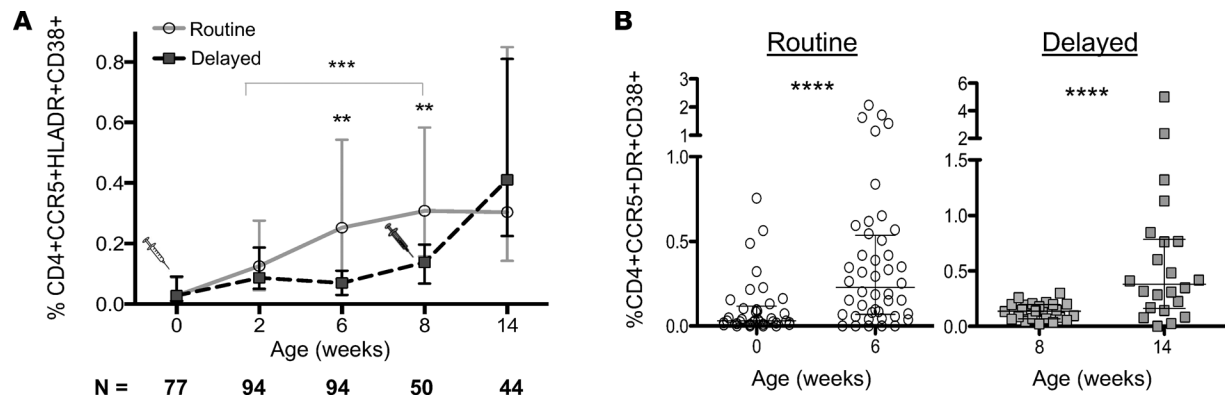 A
% CD4+CCR5+HLADR+CD38+
Routine
Delayed
0.8
0.6
0.4
0.2
0.0
***
**
**
0 2 6 8 14
Age (weeks)
N = 77 94 94 50 44
B
%CD4+CCR5+DR+CD38+
Routine
****
3
2
1
1.0
0.5
0.0
0 6
Age (weeks)
Delayed
****
6
4
2
1.5
1.0
0.5
0.0
8 14
Age (weeks)